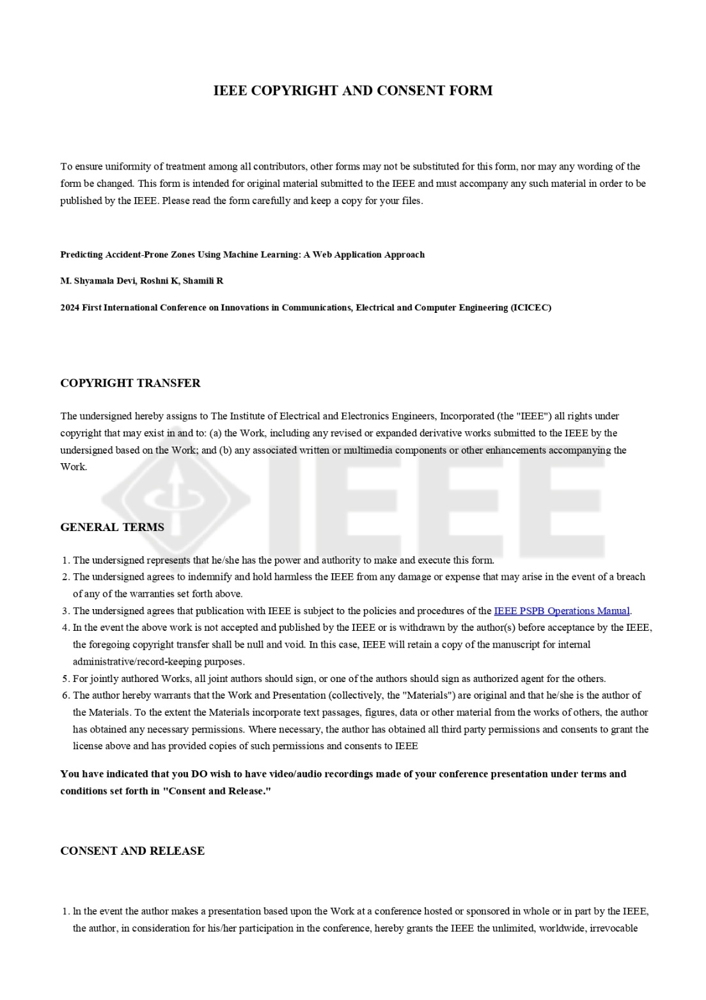 IEEE COPYRIGHT AND CONSENT FORM
To ensure uniformity of treatment among all contributors, other forms may not be substituted for this form, nor may any wording of the
form be changed. This form is intended for original material submitted to the IEEE and must accompany any such material in order to be
published by the IEEE. Please read the form carefully and keep a copy for your files.
Predicting Accident-Prone Zones Using Machine Learning: A Web Application Approach
M. Shyamala Devi, Roshni K, Shamili R
2024 First International Conference on Innovations in Communications, Electrical and Computer Engineering (ICICEC)
COPYRIGHT TRANSFER
The undersigned hereby assigns to The Institute of Electrical and Electronics Engineers, Incorporated (the "IEEE") all rights under
copyright that may exist in and to: (a) the Work, including any revised or expanded derivative works submitted to the IEEE by the
undersigned based on the Work; and (b) any associated written or multimedia components or other enhancements accompanying the
Work.
IEEE
GENERAL TERMS
1. The undersigned represents that he/she has the power and authority to make and execute this form.
2. The undersigned agrees to indemnify and hold harmless the IEEE from any damage or expense that may arise in the event of a breach
of any of the warranties set forth above.
3. The undersigned agrees that publication with IEEE is subject to the policies and procedures of the IEEE PSPB Operations Manual.
4. In the event the above work is not accepted and published by the IEEE or is withdrawn by the author(s) before acceptance by the IEEE,
the foregoing copyright transfer shall be null and void. In this case, IEEE will retain a copy of the manuscript for internal
administrative/record-keeping purposes.
5. For jointly authored Works, all joint authors should sign, or one of the authors should sign as authorized agent for the others.
6. The author hereby warrants that the Work and Presentation (collectively, the "Materials") are original and that he/she is the author of
the Materials. To the extent the Materials incorporate text passages, figures, data or other material from the works of others, the author
has obtained any necessary permissions. Where necessary, the author has obtained all third party permissions and consents to grant the
license above and has provided copies of such permissions and consents to IEEE
You have indicated that you DO wish to have video/audio recordings made of your conference presentation under terms and
conditions set forth in "Consent and Release."
CONSENT AND RELEASE
1. In the event the author makes a presentation based upon the Work at a conference hosted or sponsored in whole or in part by the IEEE,
the author, in consideration for his/her participation in the conference, hereby grants the IEEE the unlimited, worldwide, irrevocable